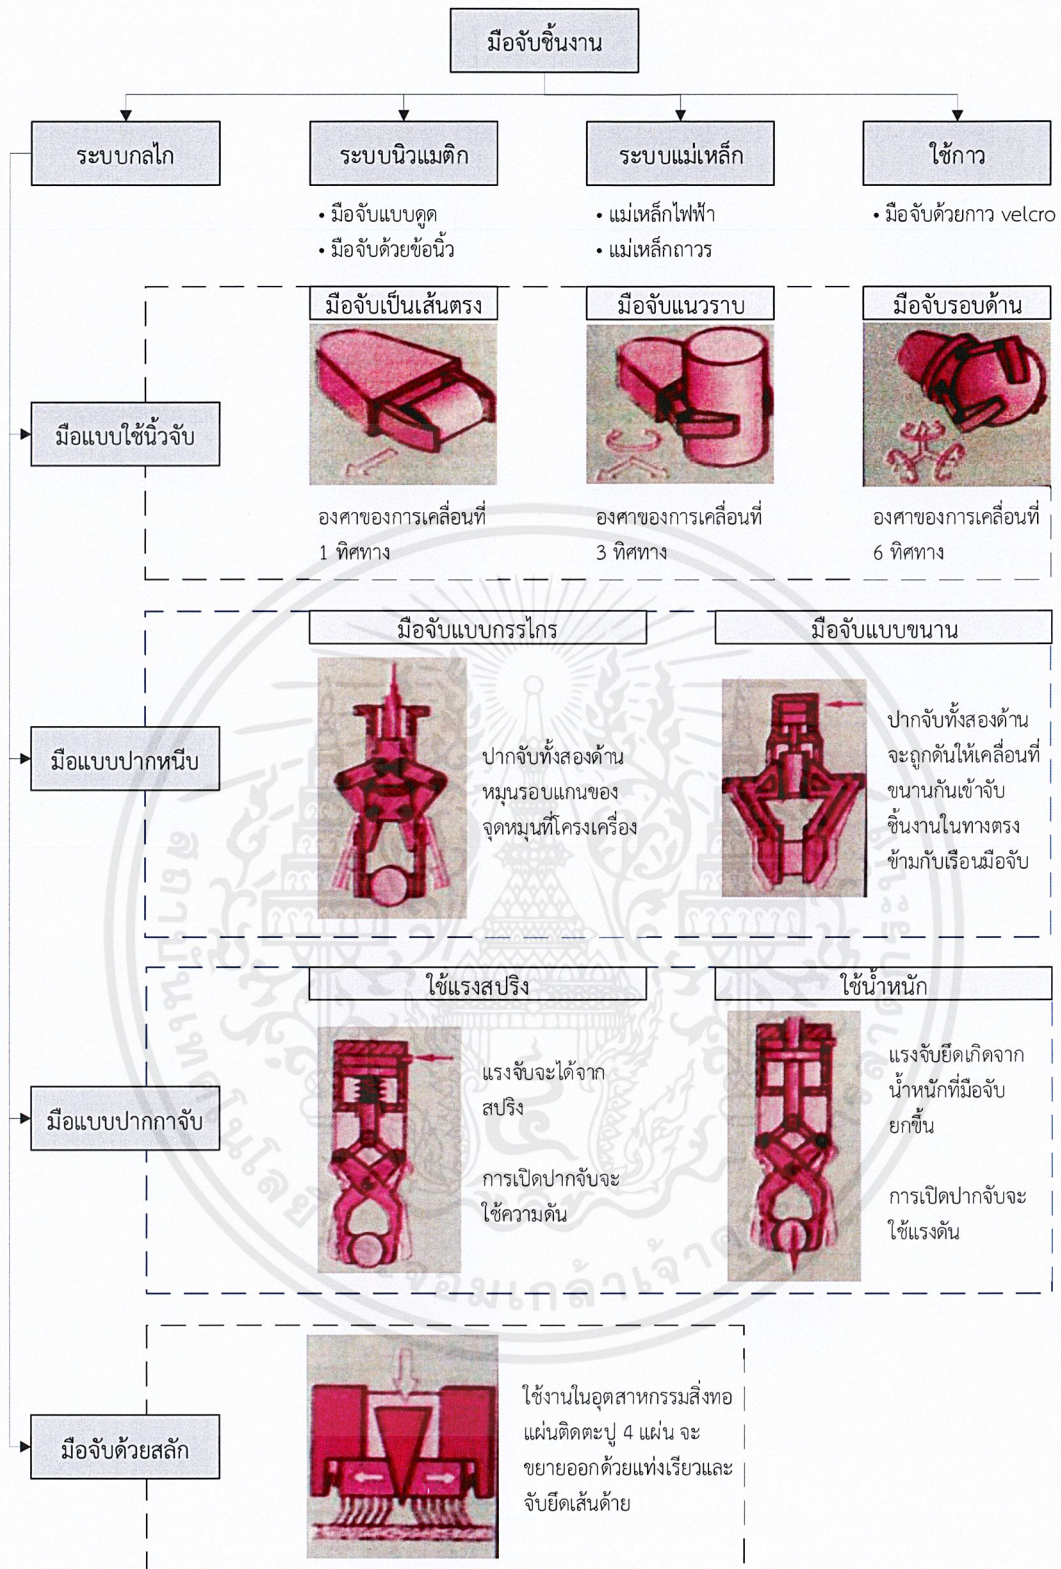 มือจับชิ้นงาน
ระบบกลไก
ระบบนิวแมติก
ระบบแม่เหล็ก
ใช้กาว
• มือจับแบบดูด
• มือจับด้วยข้อนิ้ว
• แม่เหล็กไฟฟ้า
• แม่เหล็กถาวร
• มือจับด้วยกาว velcro
มือแบบใช้นิ้วจับ
มือจับเป็นเส้นตรง
มือจับแนวราบ
มือจับรอบด้าน
องศาของการเคลื่อนที่
1 ทิศทาง
องศาของการเคลื่อนที่
3 ทิศทาง
องศาของการเคลื่อนที่
6 ทิศทาง
มือแบบปากหนีบ
มือจับแบบกรรไกร
ปากจับทั้งสองด้าน
หมุนรอบแกนของ
จุดหมุนที่โครงเครื่อง
มือจับแบบขนาน
ปากจับทั้งสองด้าน
จะถูกดันให้เคลื่อนที่
ขนานกันเข้าจับ
ชิ้นงานในทางตรง
ข้ามกับเรือนมือจับ
มือแบบปากกาจับ
ใช้แรงสปริง
แรงจับจะได้จาก
สปริง
การเปิดปากจับจะ
ใช้ความดัน
ใช้น้ำหนัก
แรงจับยึดเกิดจาก
น้ำหนักที่มือจับ
ยกขึ้น
การเปิดปากจับจะ
ใช้แรงดัน
มือจับด้วยสลัก
ใช้งานในอุตสาหกรรมสิ่งทอ
แผ่นติดตะปู 4 แผ่น จะ
ขยายออกด้วยแท่งเรียวและ
จับยึดเส้นด้าย